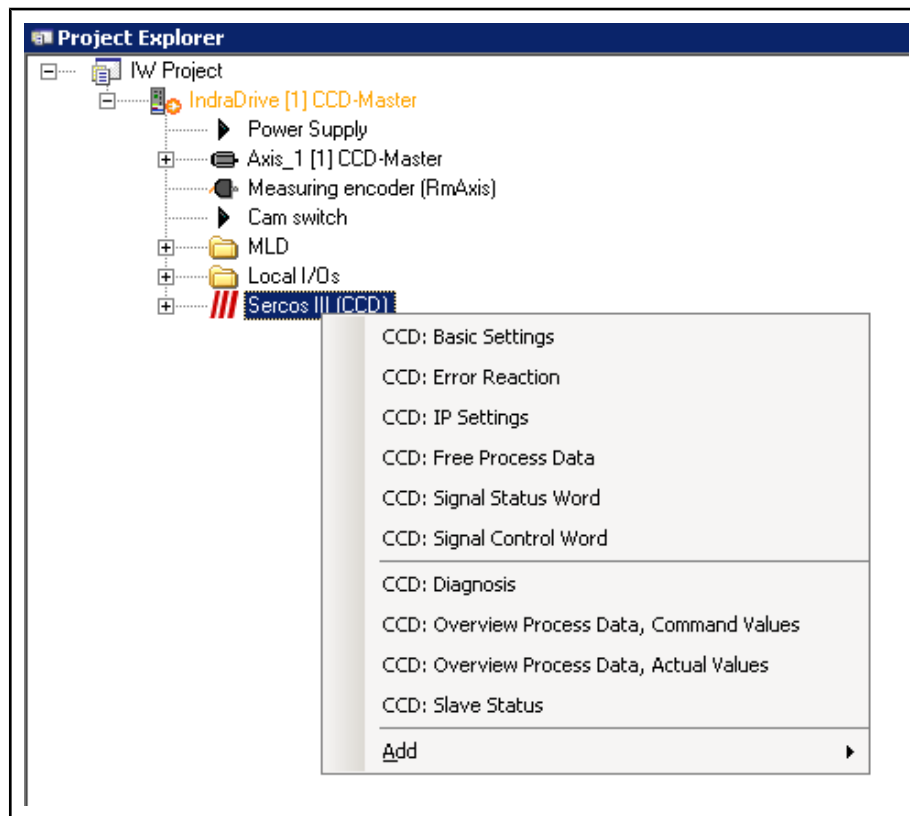 Project Explorer
IW Project
IndraDrive [1] CCD-Master
Power Supply
Axis_1 [1] CCD-Master
Measuring encoder (RmAxis)
Cam switch
MLD
Local I/Os
Sercos III (CCD)
CCD: Basic Settings
CCD: Error Reaction
CCD: IP Settings
CCD: Free Process Data
CCD: Signal Status Word
CCD: Signal Control Word
CCD: Diagnosis
CCD: Overview Process Data, Command Values
CCD: Overview Process Data, Actual Values
CCD: Slave Status
Add